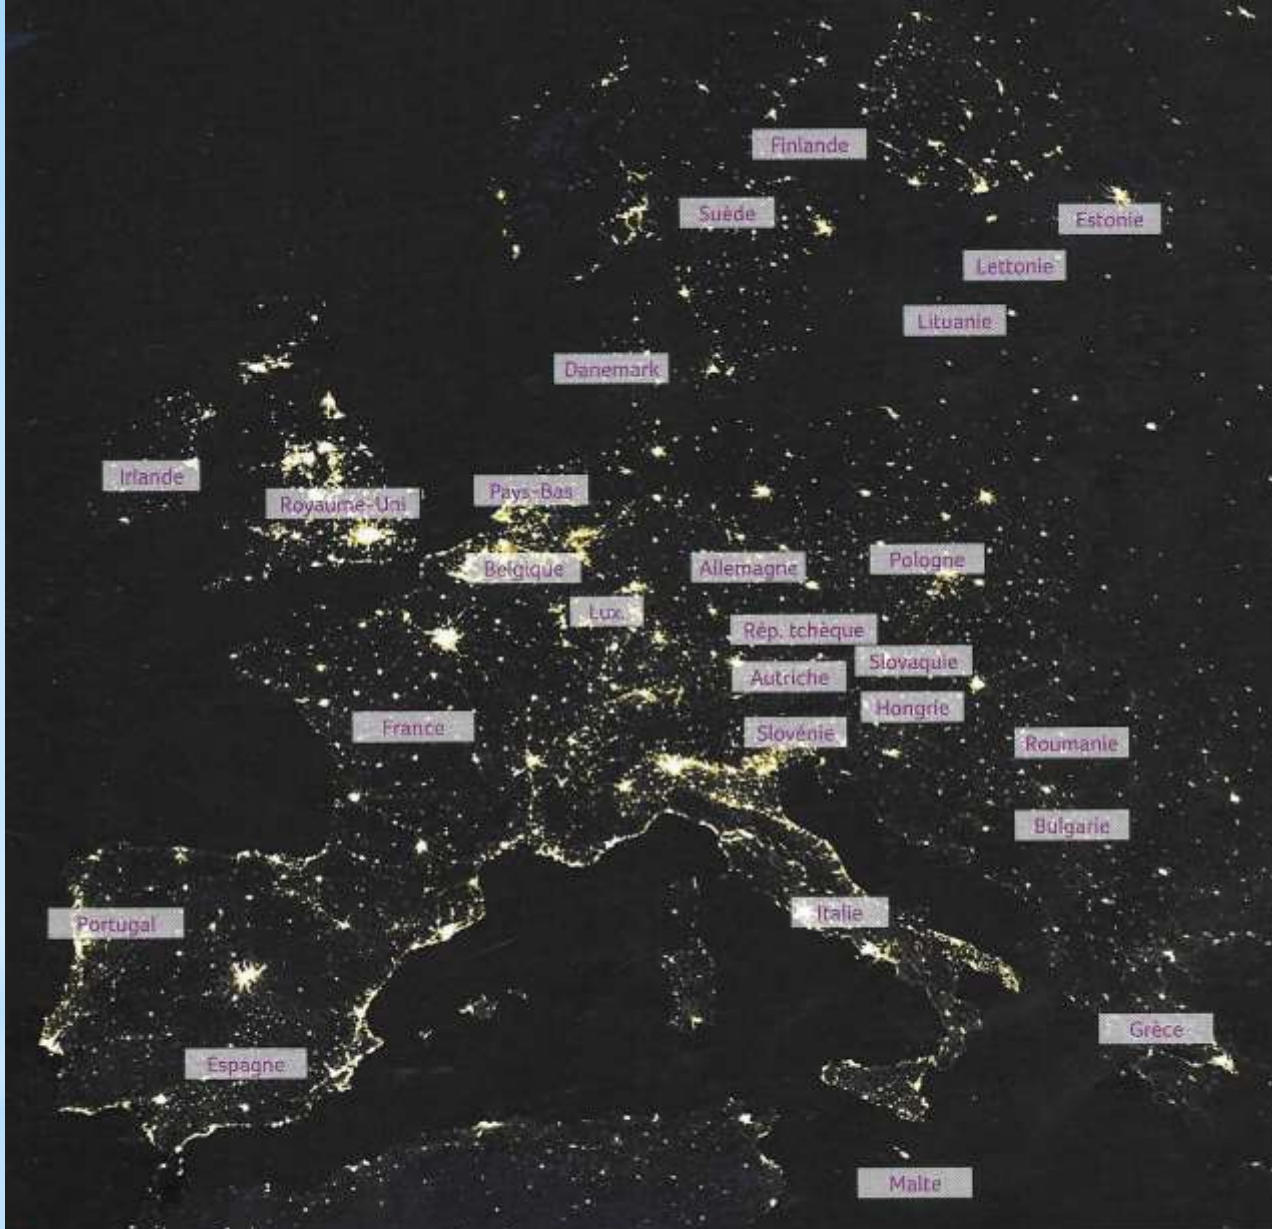 Finlande
Suède
Estonie
Lettonie
Lituanie
Danemark
Irlande
Pays-Bas
Royaume-Uni
Pologne
Belgique
Allemagne
Lux.
Rép. tchèque
Slovaquie
Autriche
Hongrie
France
Slovénie
Roumanie
Bulgarie
Italie
Portugal
Grèce
Espagne
Malte